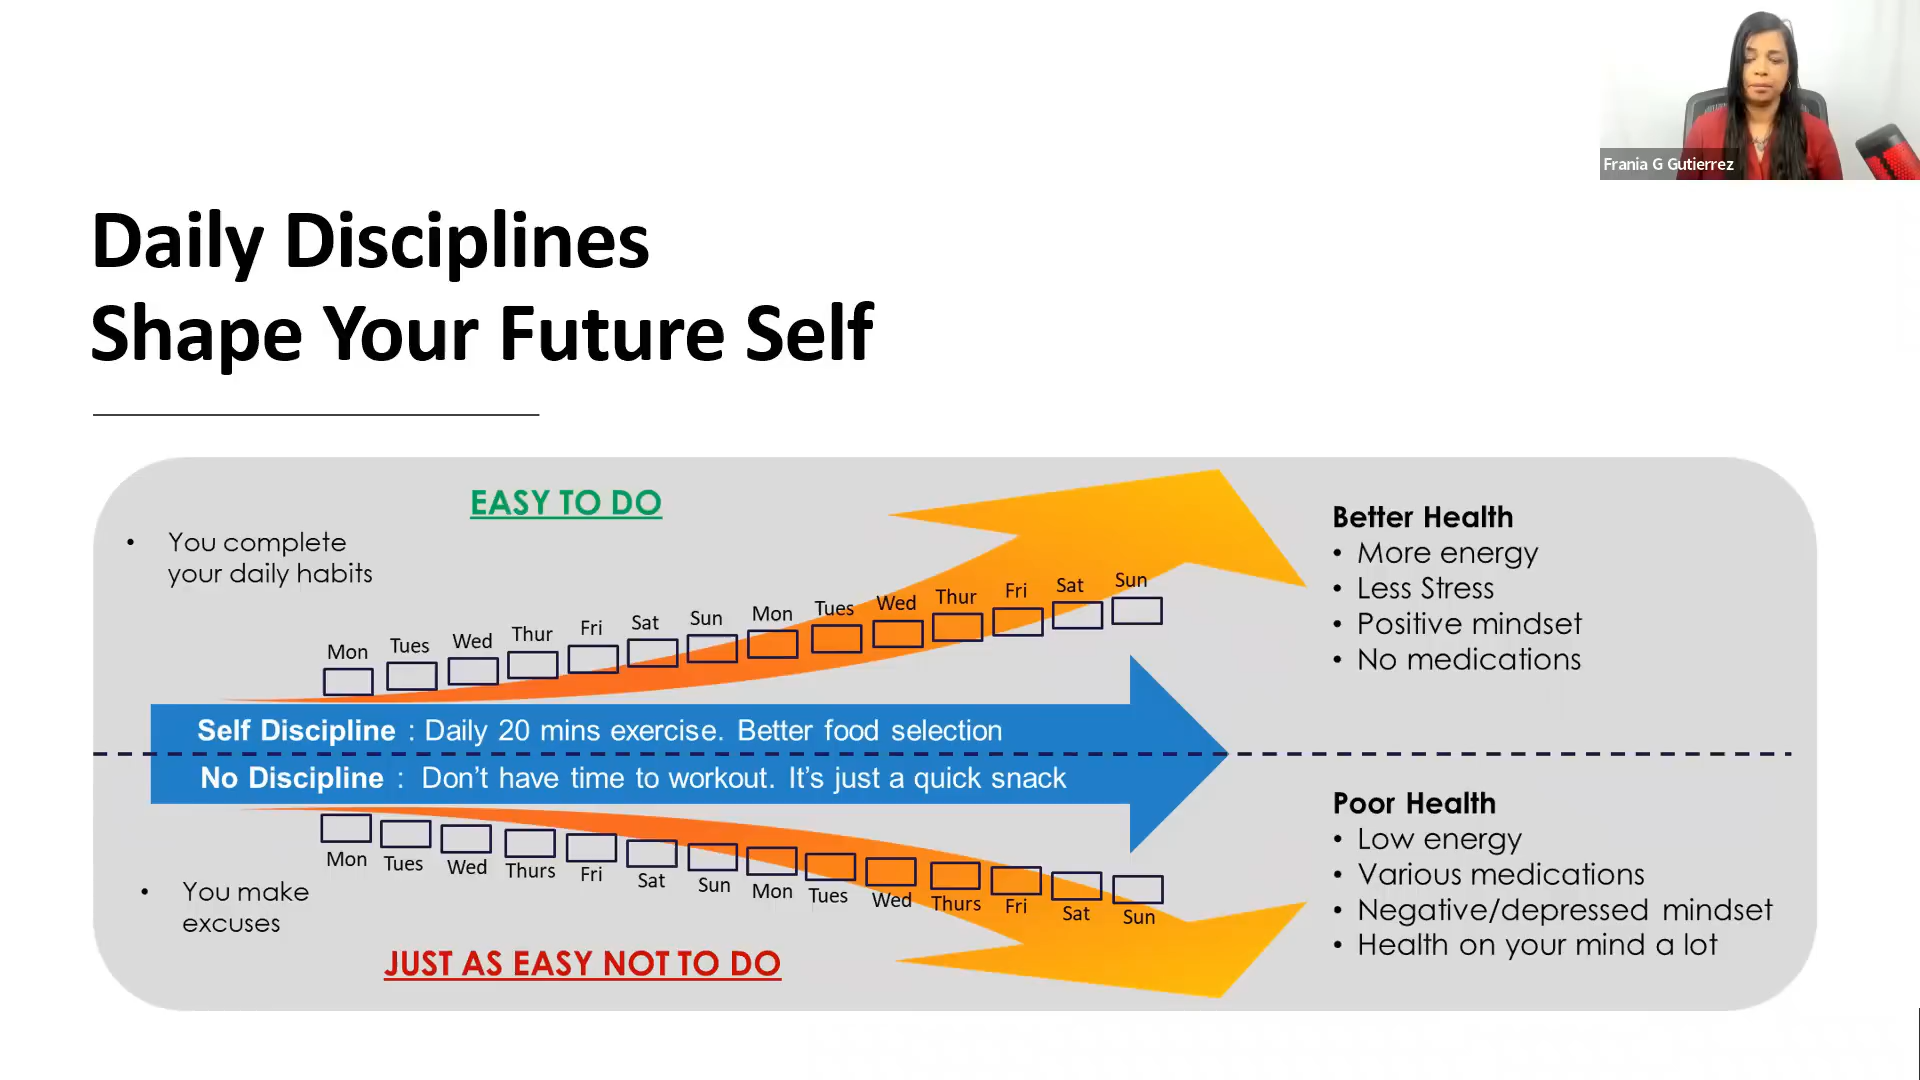 Frania G Gutierrez
Daily Disciplines
Shape Your Future Self
EASY TO DO
• You complete
your daily habits
Mon Tues Wed Thur Fri Sat Sun Mon Tues Wed Thur Fri Sat Sun
Better Health
• More energy
• Less Stress
• Positive mindset
• No medications
Self Discipline : Daily 20 mins exercise. Better food selection
No Discipline : Don't have time to workout. It's just a quick snack
Mon Tues Wed Thurs Fri Sat Sun Mon Tues Wed Thurs Fri Sat Sun
• You make
excuses
JUST AS EASY NOT TO DO
Poor Health
• Low energy
• Various medications
• Negative/depressed mindset
• Health on your mind a lot